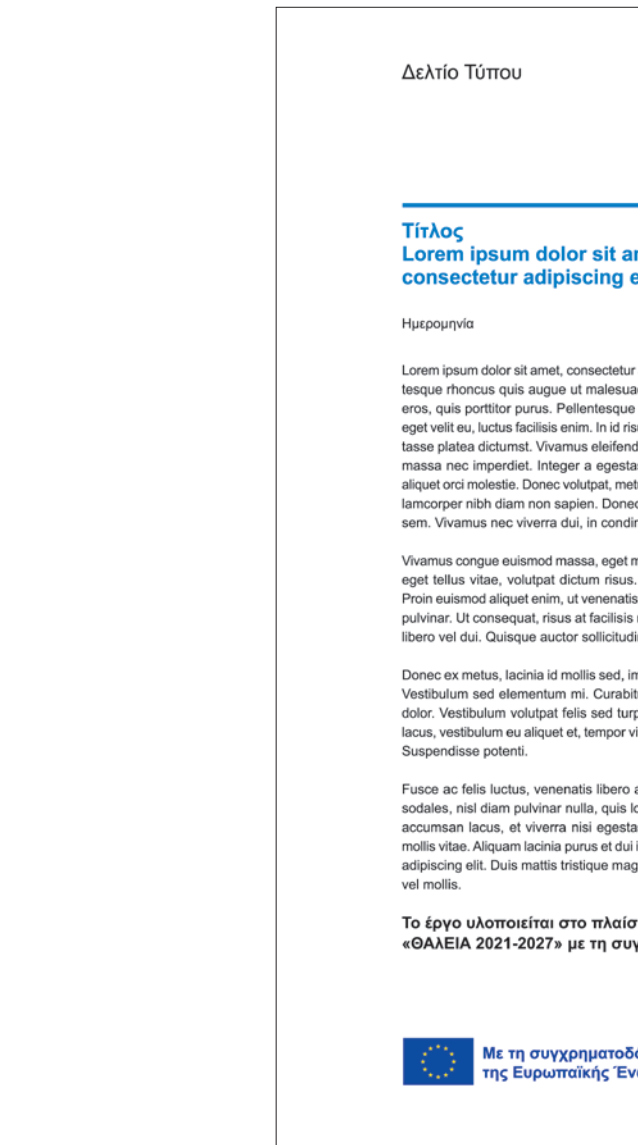 Δελτίο Τύπου
Τίτλος
Lorem ipsum dolor sit
consectetur adipiscing
Ημερομηνία
Lorem ipsum dolor sit amet, consectetur
tesque rhoncus quis augue ut
eros, quis porttitor purus. Pellentesque
eget velit eu, luctus facilisis enim. In id
tasse platea dictumst. Vivamus eleifend
massa nec imperdiet. Integer a
aliquet orci molestie. Donec volutpat,
lamcorper nibh diam non sapien.
sem. Vivamus nec viverra dui, in
Vivamus congue euismod massa, eget
eget tellus vitae, volutpat dictum risus.
Proin euismod aliquet enim, ut venenatis
pulvinar. Ut consequat, risus at facilisis
libero vel dui. Quisque auctor
Donec ex metus, lacinia id mollis sed,
Vestibulum sed elementum mi.
dolor. Vestibulum volutpat felis sed
lacus, vestibulum eu aliquet et, tempor
Suspendisse potenti.
Fusce ac felis luctus, venenatis libero
sodales, nisl diam pulvinar nulla, quis
accumsan lacus, et viverra nisi
mollis vitae. Aliquam lacinia purus et dui
adipiscing elit. Duis mattis tristique
vel mollis.
Το έργο υλοποιείται στο
«ΘΑλΕΙΑ 2021-2027» με τη
Με τη
της Ευρωπαϊκής